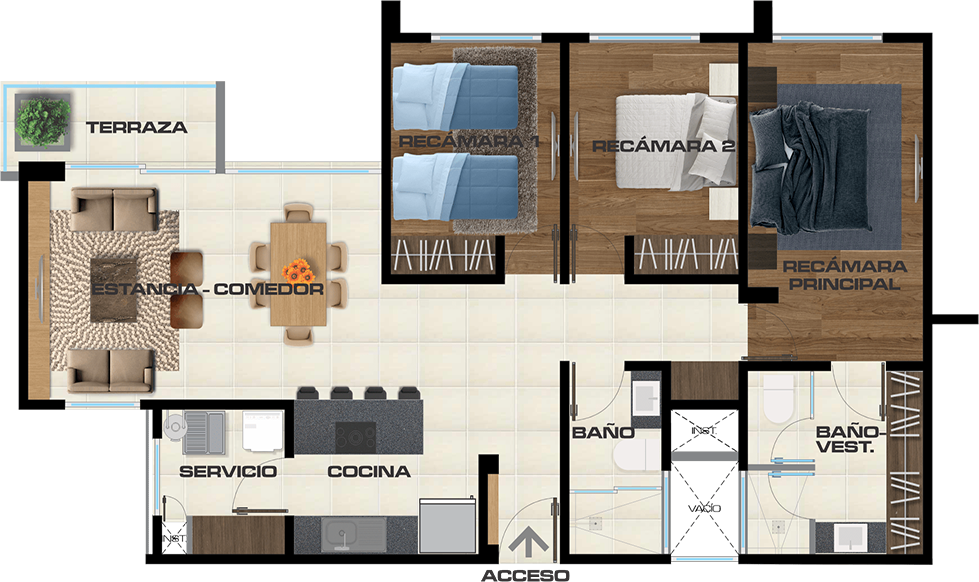 TERRAZA
RECÁMARA 1
RECÁMARA 2
RECÁMARA
PRINCIPAL
ESTANCIA - COMEDOR
BAÑO
INST.
BAÑO-
VEST.
SERVICIO
COCINA
VACÍO
INST.
ACCESO